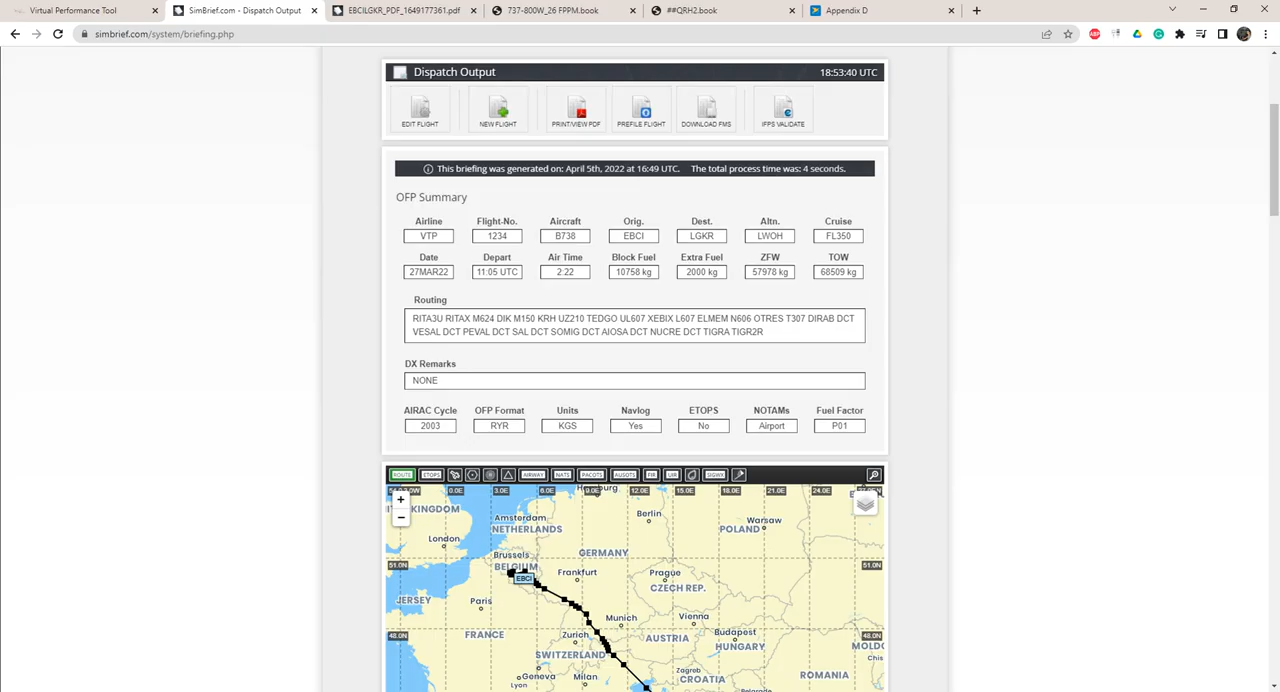 Virtual Performance Tool
SimBrief.com - Dispatch Output
EBCILGKR_PDF_1649177361.pdf
737-800W_26 FPPM.book
##QRH2.book
Appendix D
simbrief.com/system/briefing.php
Dispatch Output
18:53:40 UTC
EDIT FLIGHT
NEW FLIGHT
PRINT/VIEW PDF
PREFILE FLIGHT
DOWNLOAD FMS
IFPS VALIDATE
This briefing was generated on: April 5th, 2022 at 16:49 UTC. The total process time was: 4 seconds.
OFP Summary
Airline Flight-No. Aircraft Orig. Dest. Altn. Cruise
VTP 1234 B738 EBCI LGKR LWOH FL350
Date Depart Air Time Block Fuel Extra Fuel ZFW TOW
27MAR22 11:05 UTC 2:22 10758 kg 2000 kg 57978 kg 68509 kg
Routing
RITA3U RITAX M624 DIK M150 KRH UZ210 TEDGO UL607 XEBIX L607 ELMEM N606 OTRES T307 DIRAB DCT
VESAL DCT PEVAL DCT SAL DCT SOMIG DCT AIOSA DCT NUCRE DCT TIGRA TIGR2R
DX Remarks
NONE
AIRAC Cycle OFP Format Units Navlog ETOPS NOTAMs Fuel Factor
2003 RYR KGS Yes No Airport P01
ROUTE ETOPS AIRWAY NATS PACOTS AUSOTS FIR UIR SIGWX
0.0E 3.0E 6.0E 9.0E 12.0E 15.0E 18.0E 21.0E 24.0E
+
−
Amsterdam
NETHERLANDS
Berlin
Warsaw
POLAND
London
Brussels
BELGIUM
GERMANY
51.0N
51.0N
EBCI
Frankfurt
Prague
CZECH REP.
JERSEY
Paris
Munich
Vienna
48.0N
FRANCE
Zurich
AUSTRIA
Budapest
HUNGARY
48.0N
SWITZERLAND
Chis
Geneva
Lyon
Milan
Zagreb
CROATIA
ROMANIA